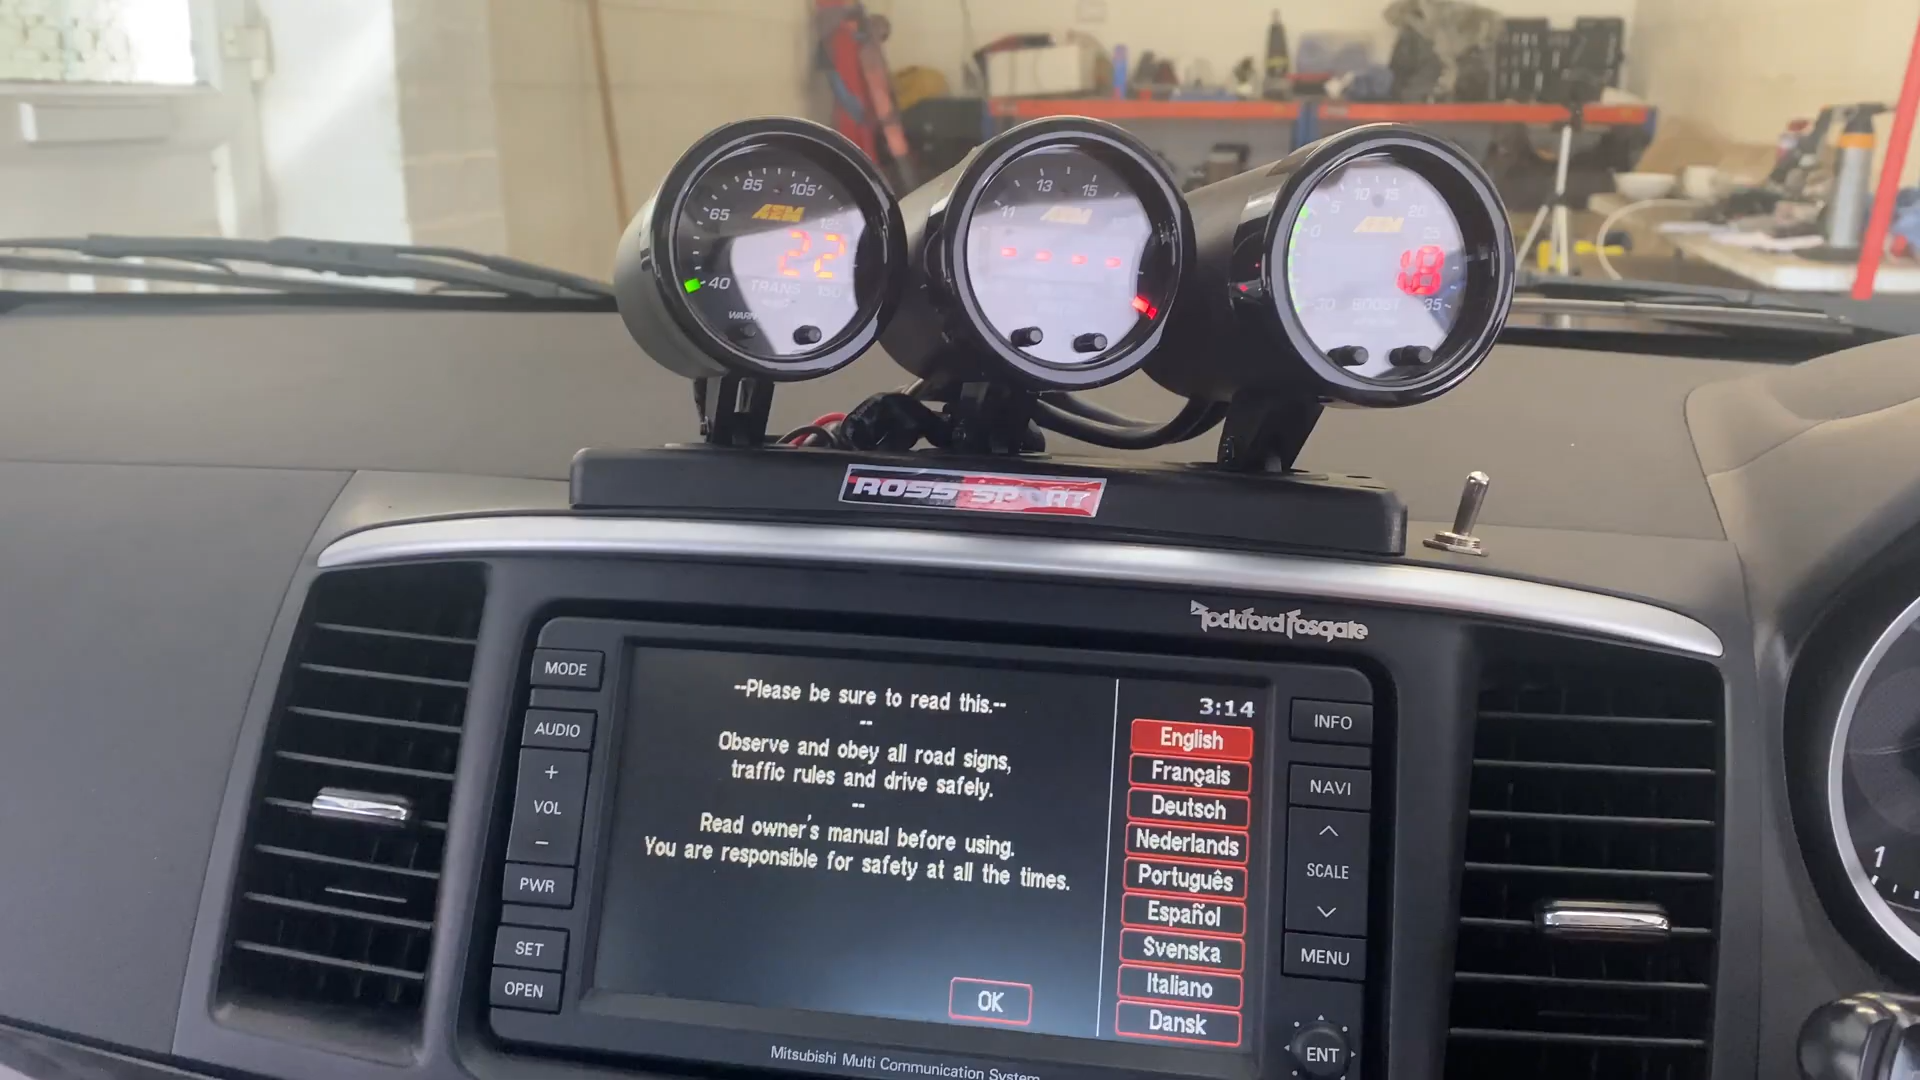 85 105
65 125
AEM
22
40 TRANS 150
WARN
13 15
11
AEM
- - - -
10 15
5 20
AEM
0 25
30 BOOST 35
ROSS SPORT
Rockford Fosgate
MODE
AUDIO
+
VOL
-
PWR
SET
OPEN
--Please be sure to read this.--
--
Observe and obey all road signs,
traffic rules and drive safely.
--
Read owner's manual before using.
You are responsible for safety at all the times.
OK
3:14
English
Français
Deutsch
Nederlands
Português
Español
Svenska
Italiano
Dansk
INFO
NAVI
SCALE
MENU
ENT
Mitsubishi Multi Communication System
1